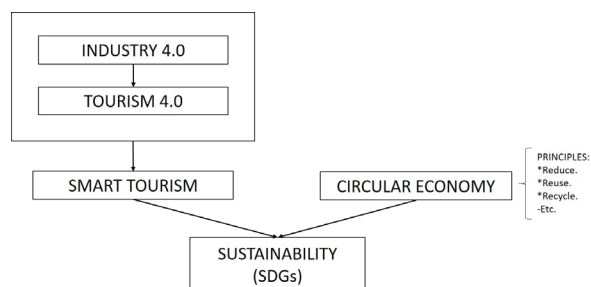 INDUSTRY 4.0
TOURISM 4.0
SMART TOURISM
CIRCULAR ECONOMY
PRINCIPLES:
*Reduce.
*Reuse.
*Recycle.
-Etc.
SUSTAINABILITY
(SDGs)